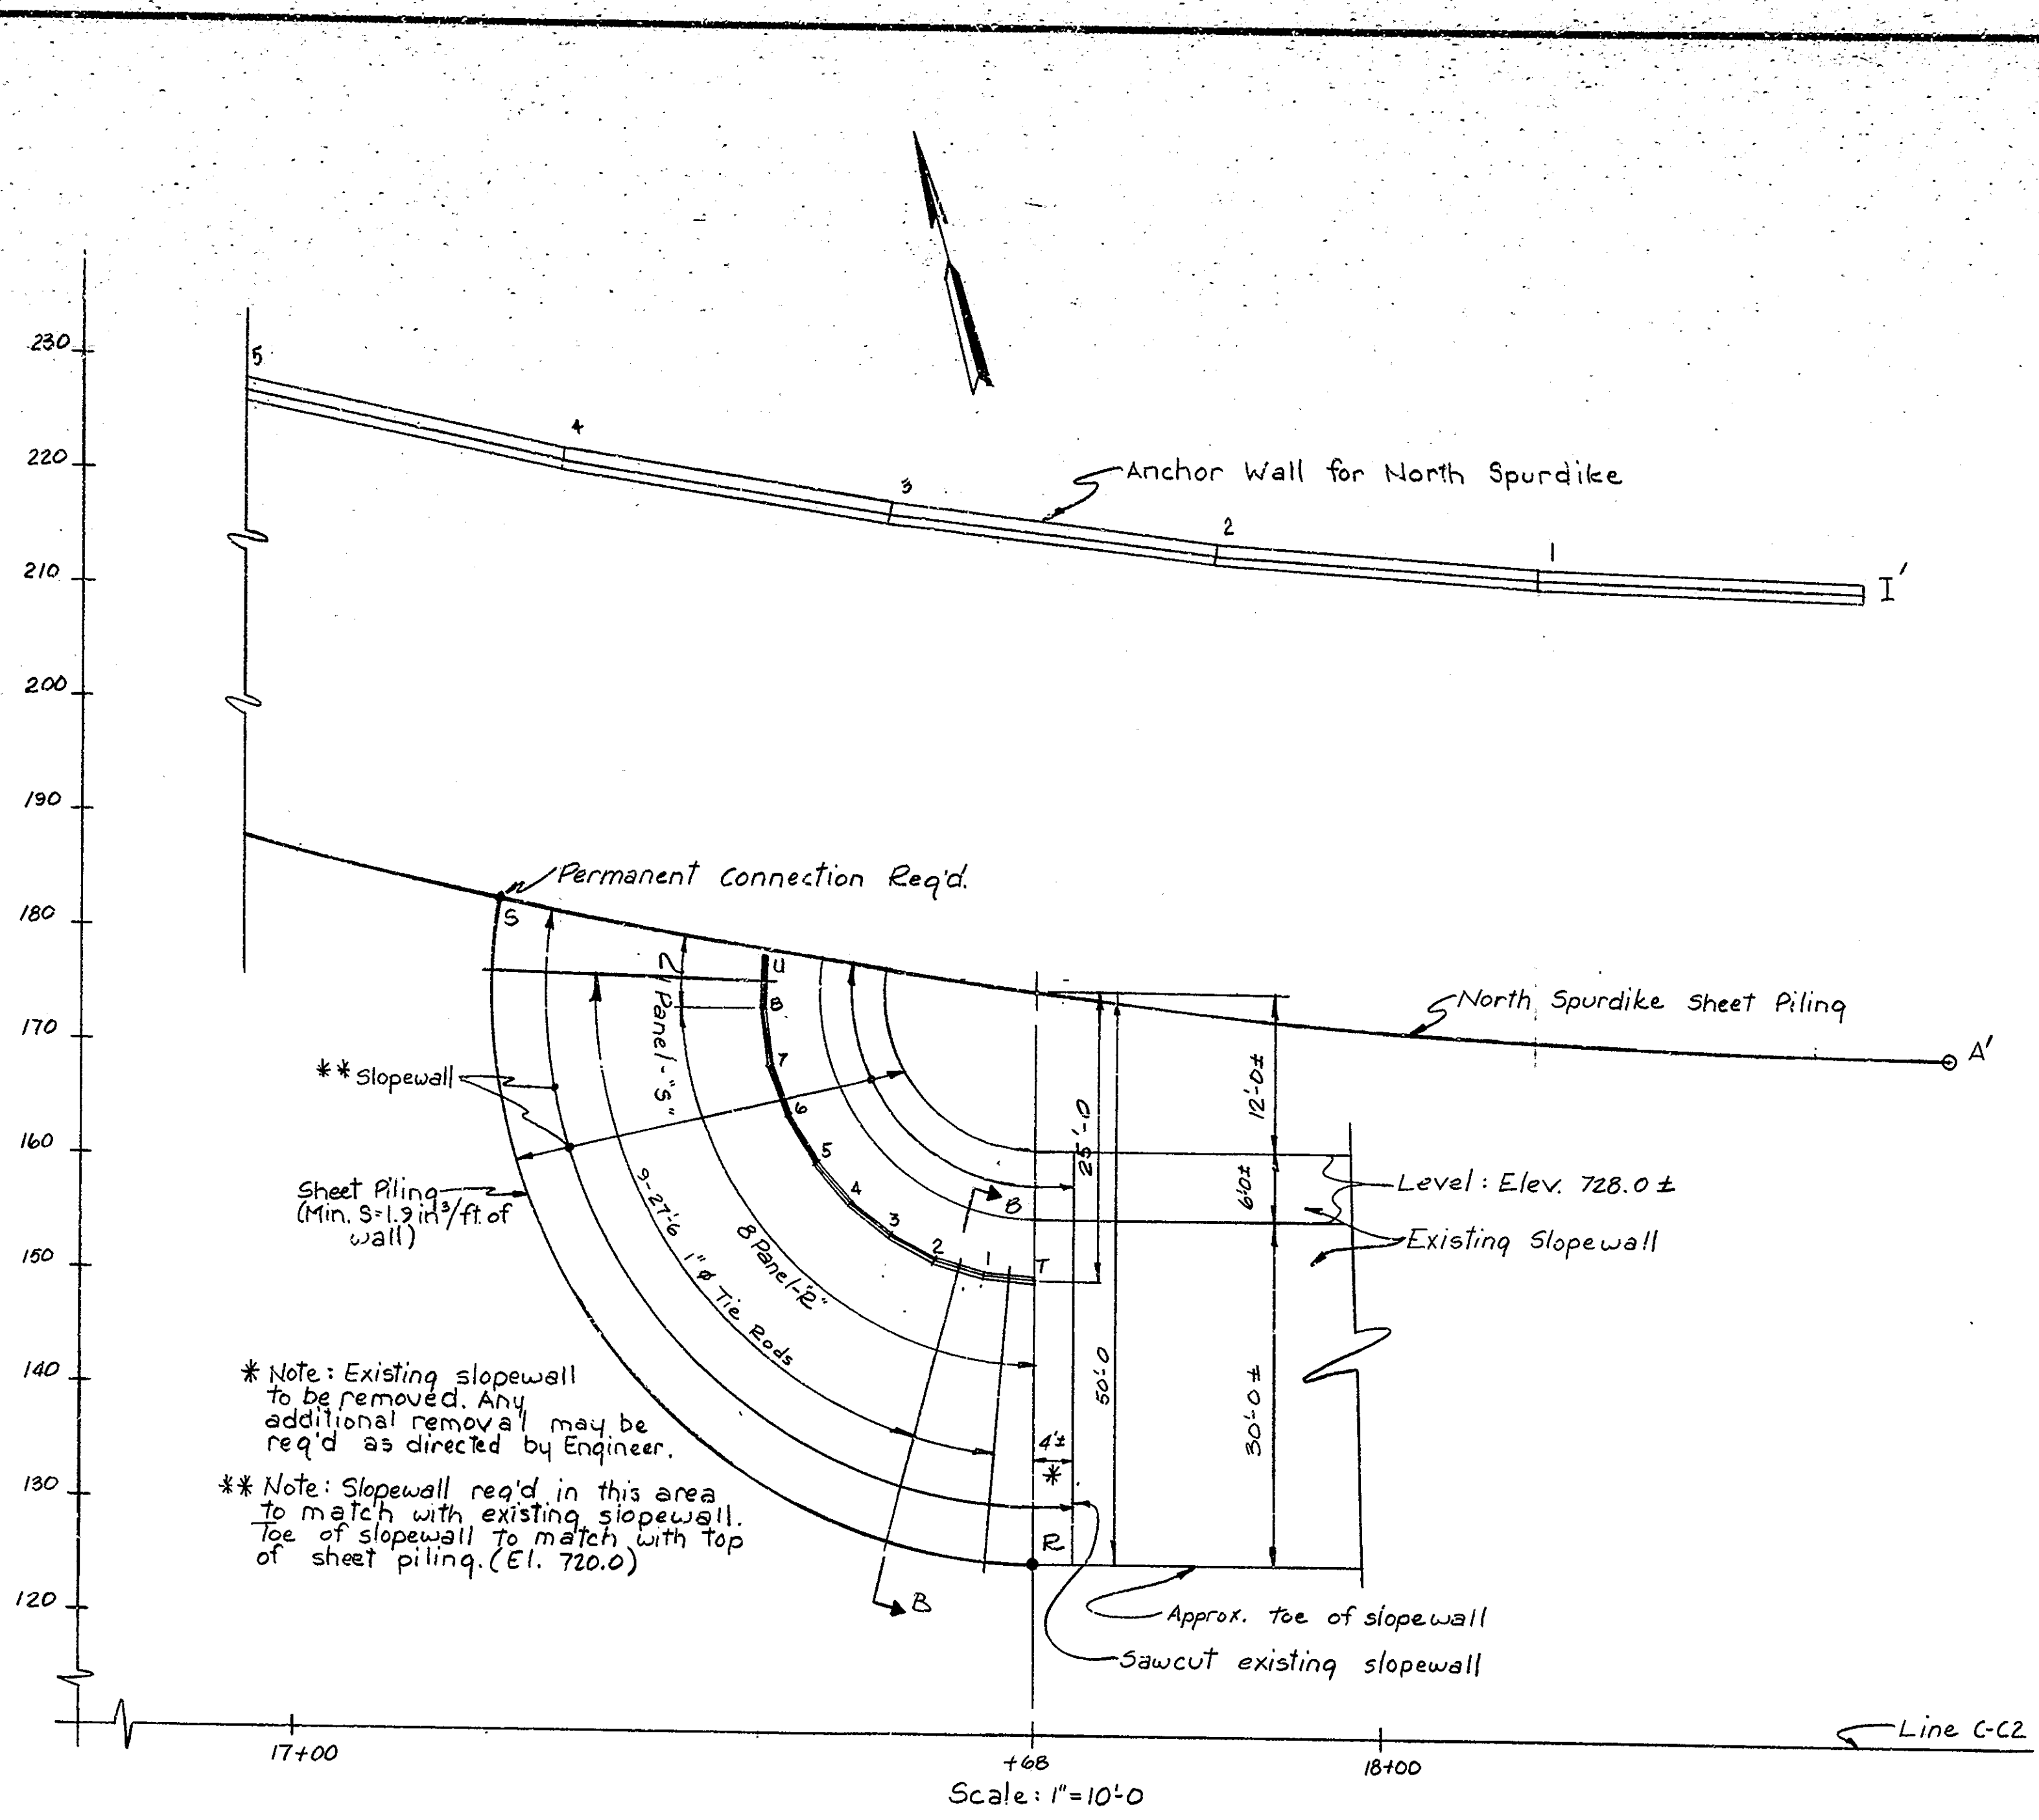 230
220
210
200
190
180
170
160
150
140
130
120
5
4
3
2
1
I'
Anchor Wall for North Spurdike
Permanent Connection Req'd.
S
U
8
7
6
5
4
3
2
1
T
R
North Spurdike Sheet Piling
A'
Panel-"S"
** Slopewall
Sheet Piling
(Min. S=1.9 in³/ft. of
wall)
9-27'-6 1"ø Tie Rods
8 Panel-"R"
B
B
25'-0
50'-0
12'-0±
6'-0±
30'-0±
4'±
*
Level: Elev. 728.0 ±
Existing Slopewall
* Note: Existing slopewall
to be removed. Any
additional removal may be
req'd as directed by Engineer.
** Note: Slopewall req'd in this area
to match with existing slopewall.
Toe of slopewall to match with top
of sheet piling. (El. 720.0)
Approx. toe of slopewall
Sawcut existing slopewall
Line C-C2
17+00
+68
18+00
Scale: 1"=10'-0